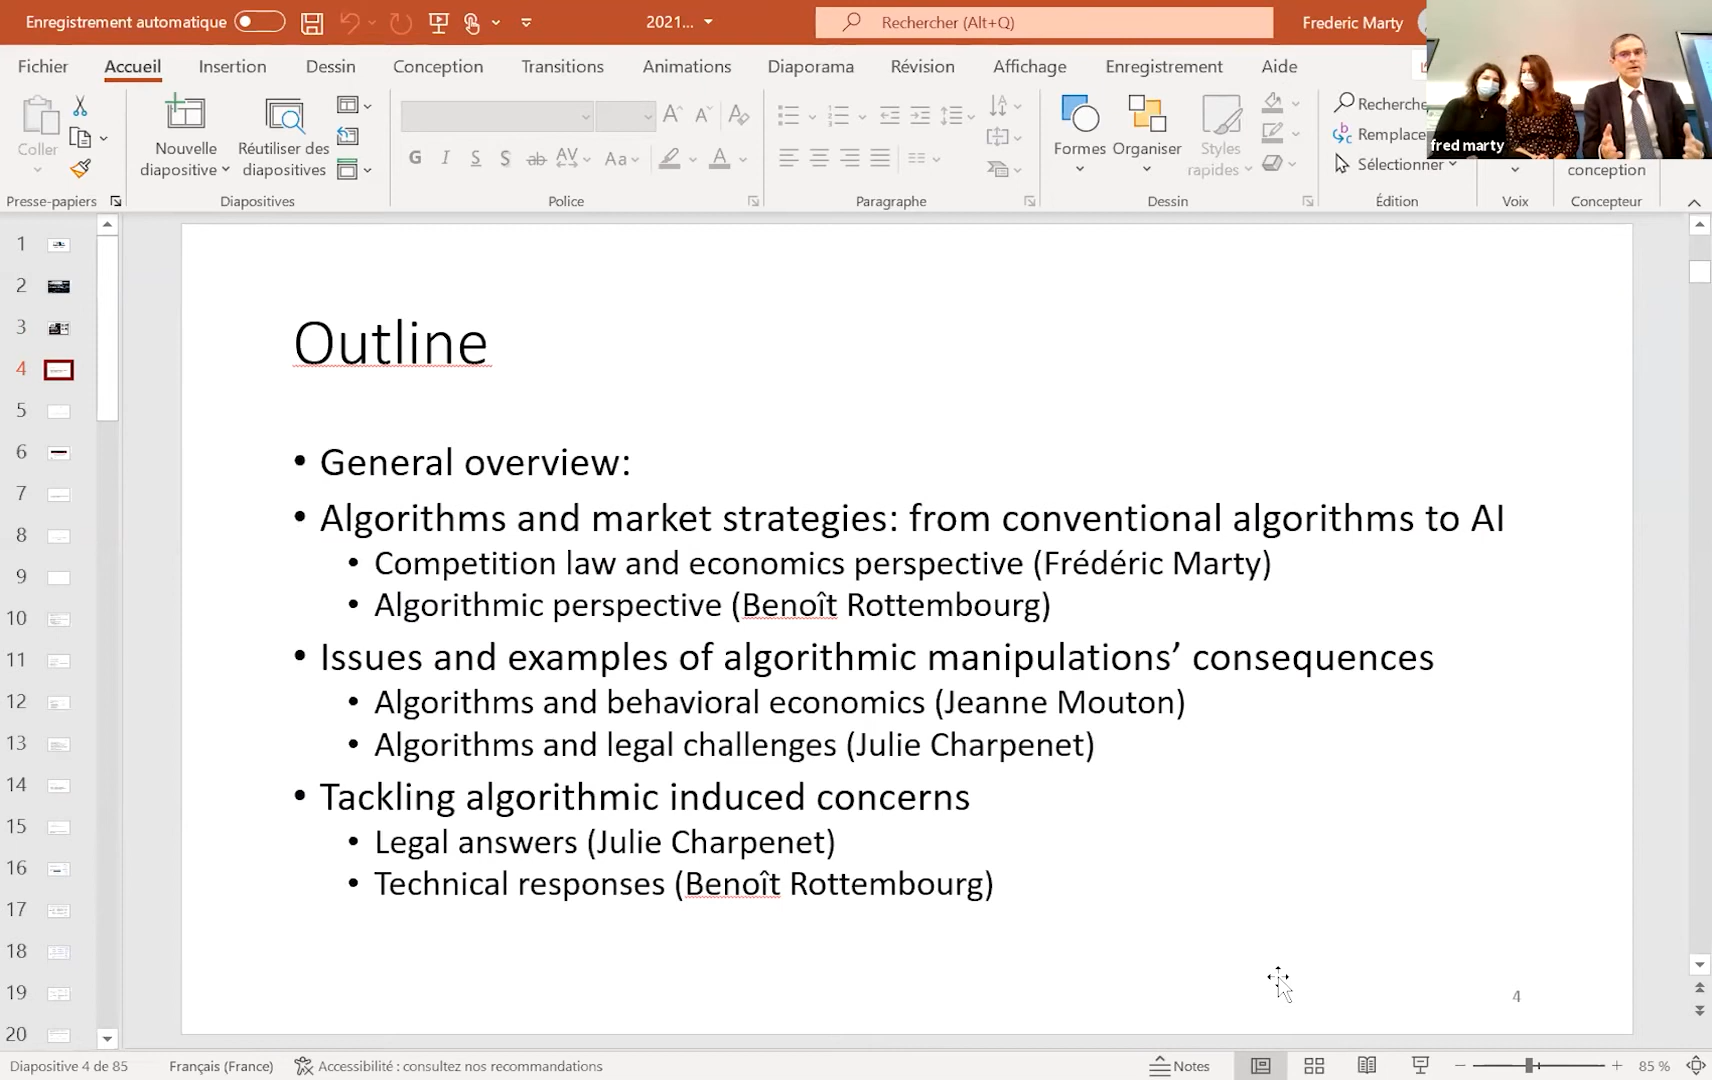 Enregistrement automatique
2021...
Rechercher (Alt+Q)
Frederic Marty
Fichier
Accueil
Insertion
Dessin
Conception
Transitions
Animations
Diaporama
Révision
Affichage
Enregistrement
Aide
Coller
Nouvelle
diapositive
Réutiliser des
diapositives
G I S S ab AV Aa A
Formes
Organiser
Styles
rapides
Recherche
Remplace
Sélectionner
fred marty
conception
Presse-papiers
Diapositives
Police
Paragraphe
Dessin
Édition
Voix
Concepteur
1
2
3
4
5
6
7
8
9
10
11
12
13
14
15
16
17
18
19
20
Outline
• General overview:
• Algorithms and market strategies: from conventional algorithms to AI
• Competition law and economics perspective (Frédéric Marty)
• Algorithmic perspective (Benoît Rottembourg)
• Issues and examples of algorithmic manipulations’ consequences
• Algorithms and behavioral economics (Jeanne Mouton)
• Algorithms and legal challenges (Julie Charpenet)
• Tackling algorithmic induced concerns
• Legal answers (Julie Charpenet)
• Technical responses (Benoît Rottembourg)
4
Diapositive 4 de 85
Français (France)
Accessibilité : consultez nos recommandations
Notes
85 %